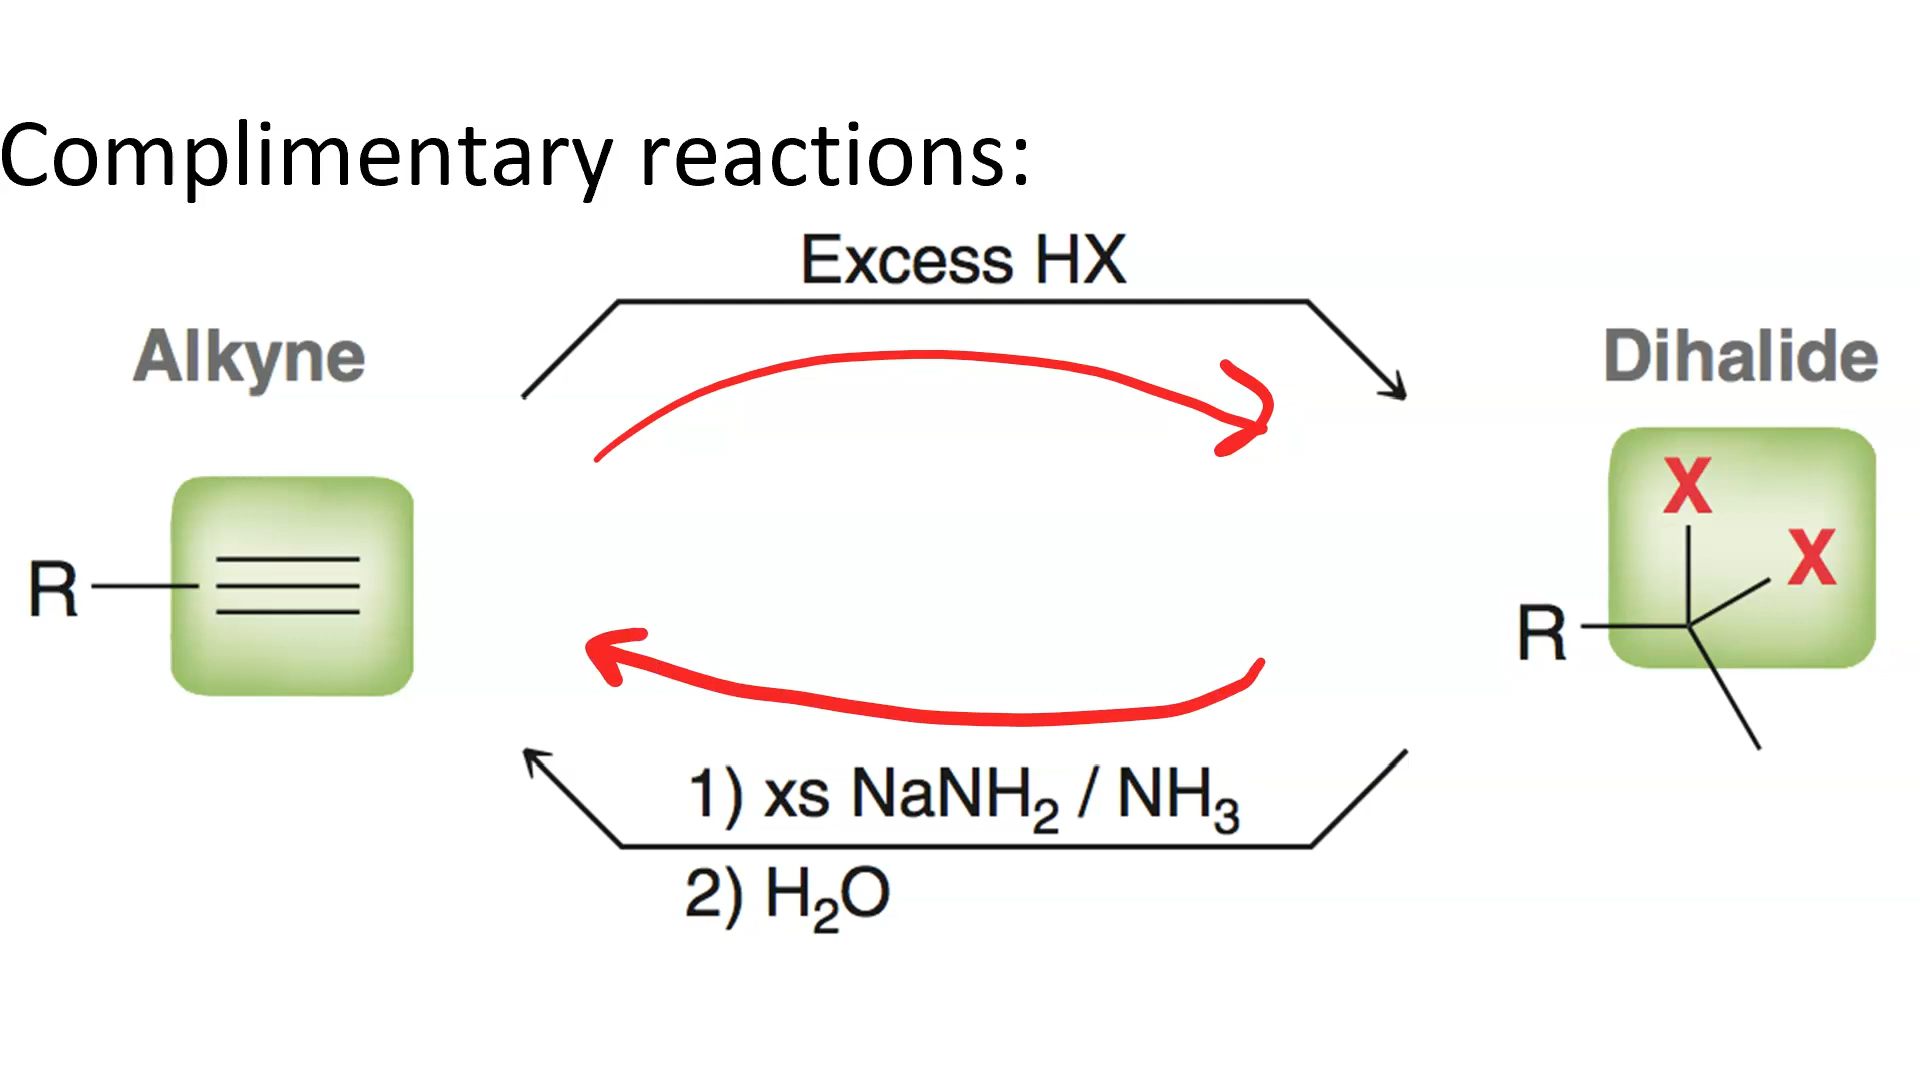 Complimentary reactions:
Excess HX
Alkyne
Dihalide
R
X
X
R
1) xs NaNH₂ / NH₃
2) H₂O